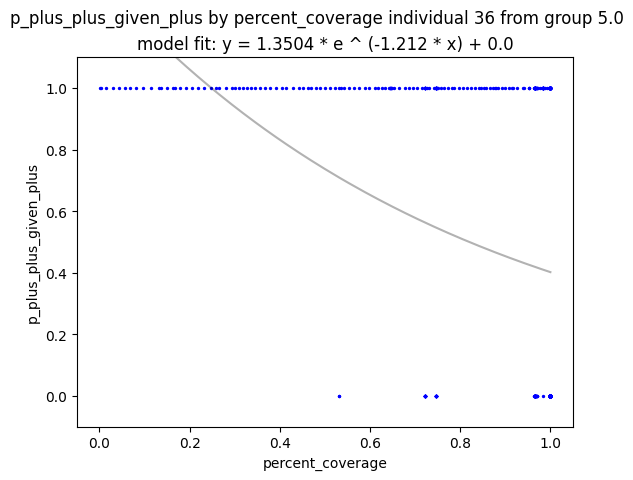 p_plus_plus_given_plus by percent_coverage individual 36 from group 5.0
model fit: y = 1.3504 * e ^ (-1.212 * x) + 0.0
1.0
0.8
0.6
0.4
0.2
0.0
p_plus_plus_given_plus
0.0 0.2 0.4 0.6 0.8 1.0
percent_coverage